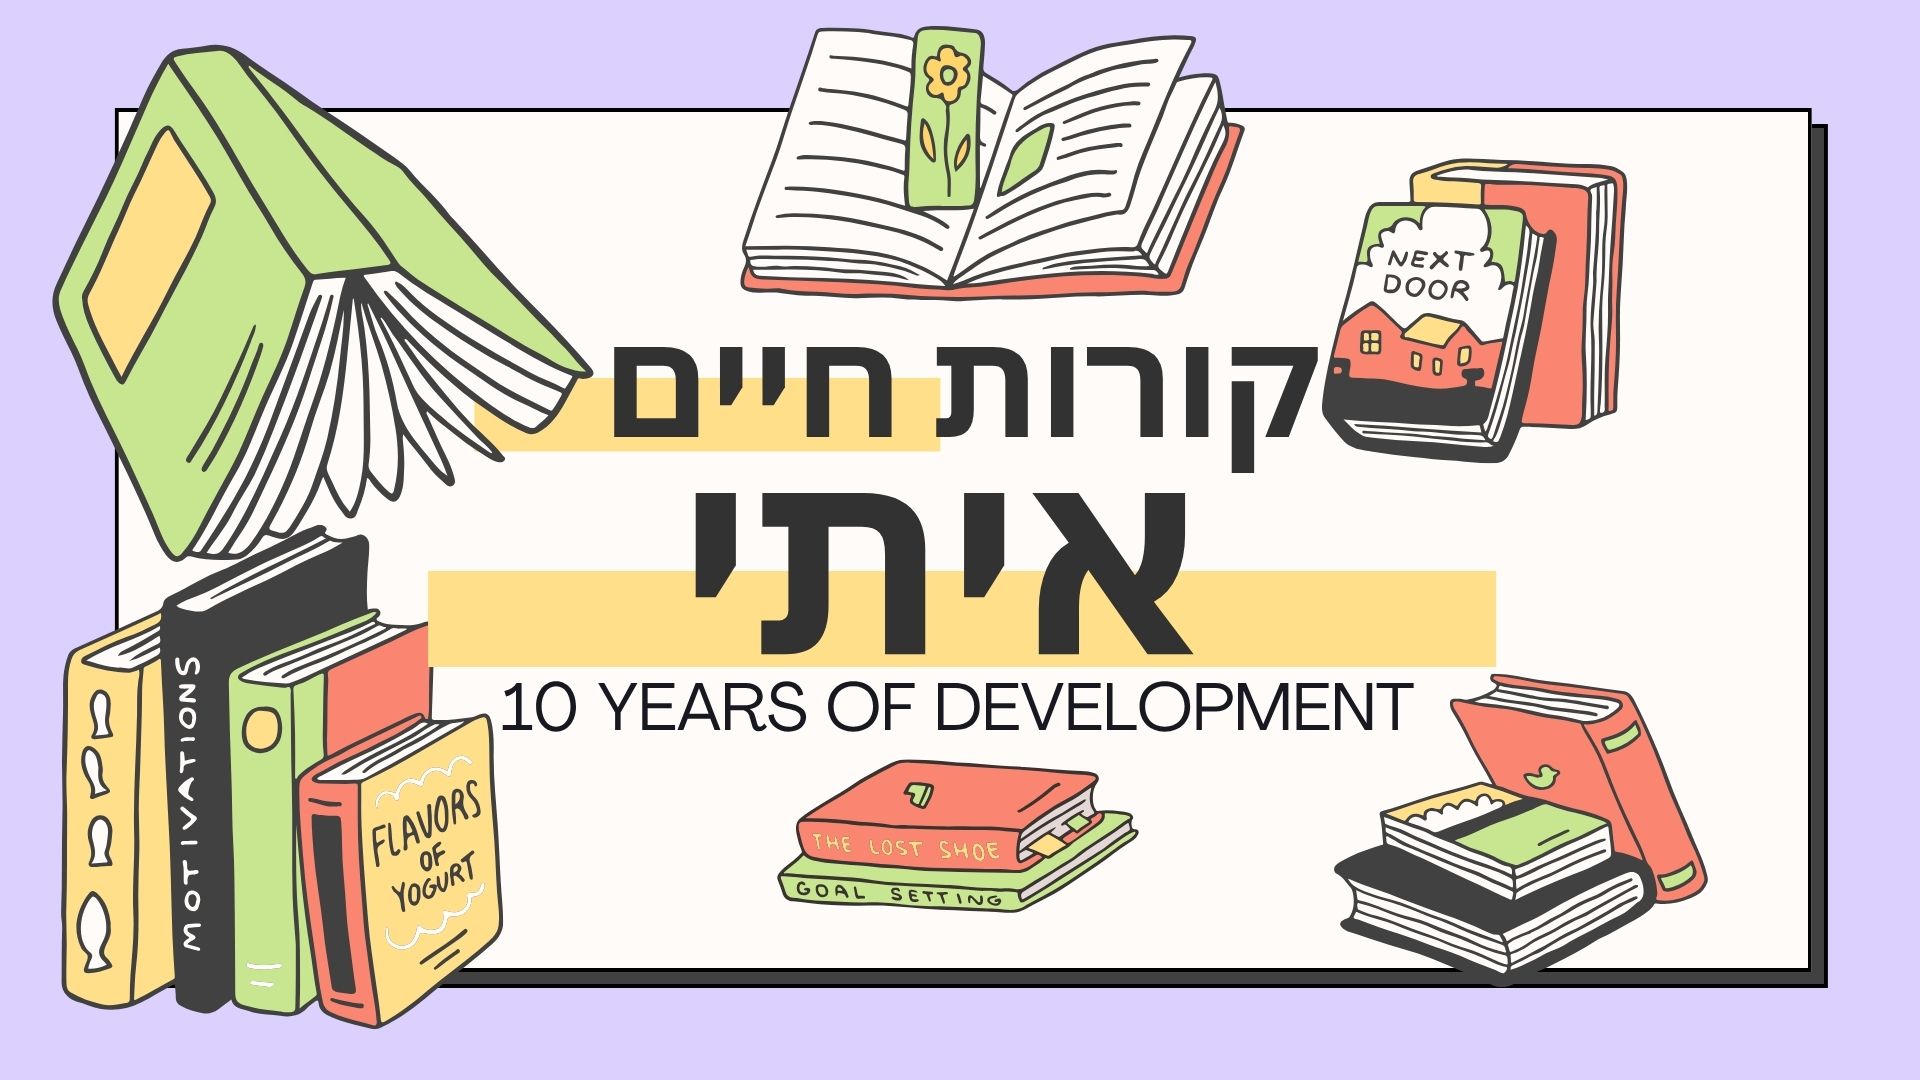 קורות חיים
איתי
10 YEARS OF DEVELOPMENT
NEXT
DOOR
MOTIVATIONS
FLAVORS
OF
YOGURT
THE LOST SHOE
GOAL SETTING